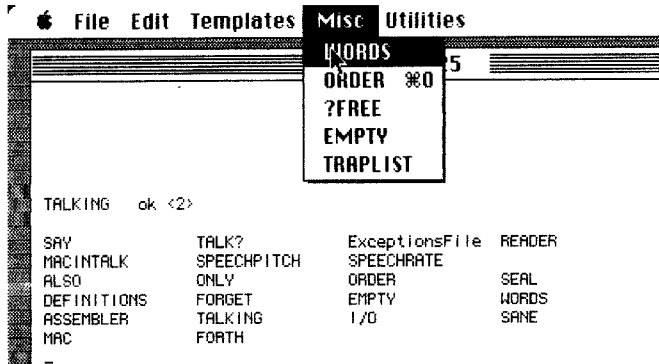 File Edit Templates Misc Utilities
WORDS
5
ORDER ⌘O
?FREE
EMPTY
TRAPLIST
TALKING ok <2>
SAY TALK? ExceptionsFile READER
MACINTALK SPEECHPITCH SPEECHRATE
ALSO ONLY ORDER SEAL
DEFINITIONS FORGET EMPTY WORDS
ASSEMBLER TALKING I/O SANE
MAC FORTH